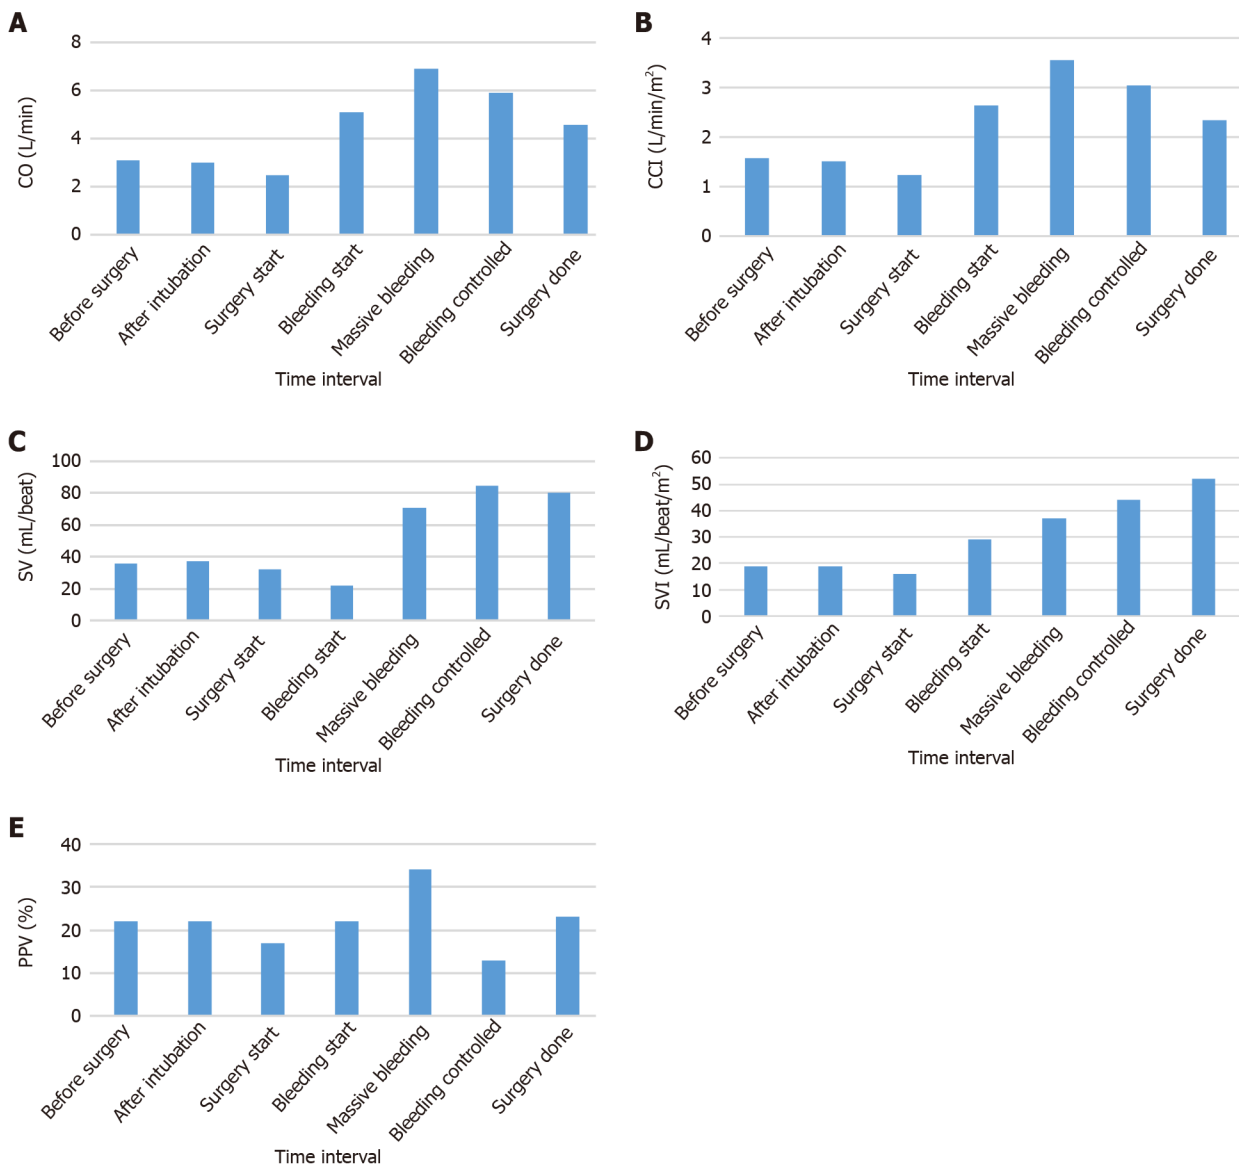 A
CO (L/min)
8
6
4
2
0
Before surgery
After intubation
Surgery start
Bleeding start
Massive bleeding
Bleeding controlled
Surgery done
Time interval
B
CCI (L/min/m²)
4
3
2
1
0
Before surgery
After intubation
Surgery start
Bleeding start
Massive bleeding
Bleeding controlled
Surgery done
Time interval
C
SV (mL/beat)
100
80
60
40
20
0
Before surgery
After intubation
Surgery start
Bleeding start
Massive bleeding
Bleeding controlled
Surgery done
Time interval
D
SVI (mL/beat/m²)
60
50
40
30
20
10
0
Before surgery
After intubation
Surgery start
Bleeding start
Massive bleeding
Bleeding controlled
Surgery done
Time interval
E
PPV (%)
40
30
20
10
0
Before surgery
After intubation
Surgery start
Bleeding start
Massive bleeding
Bleeding controlled
Surgery done
Time interval